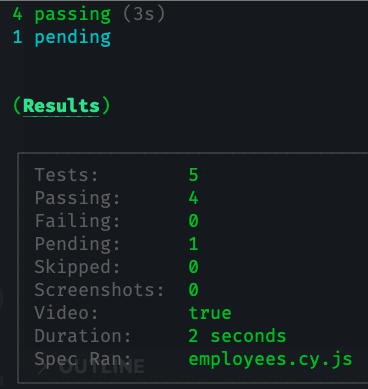 4 passing (3s)
1 pending
(Results)
Tests: 5
Passing: 4
Failing: 0
Pending: 1
Skipped: 0
Screenshots: 0
Video: true
Duration: 2 seconds
Spec Ran: employees.cy.js
OUTLINE